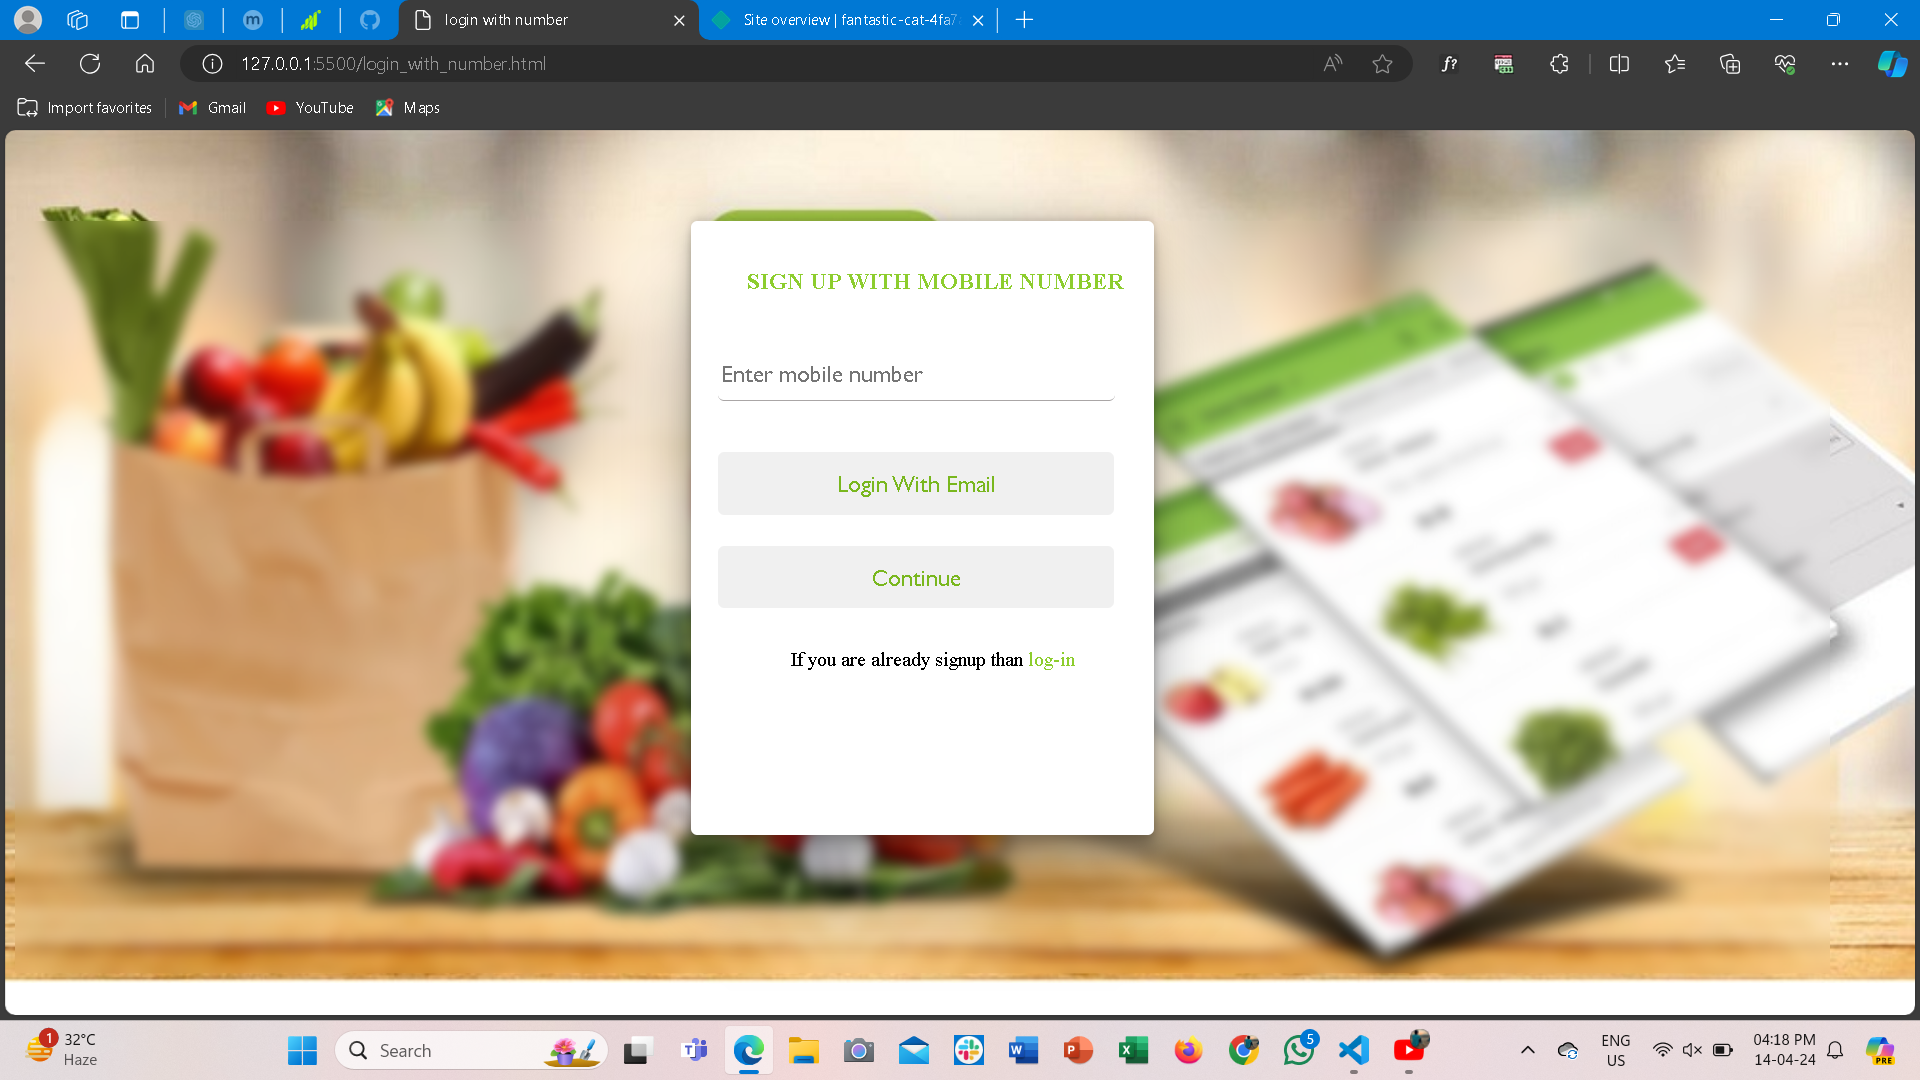 login with number
Site overview | fantastic-cat-4fa7
127.0.0.1:5500/login_with_number.html
Import favorites
Gmail
YouTube
Maps
SIGN UP WITH MOBILE NUMBER
Enter mobile number
Login With Email
Continue
If you are already signup than log-in
1
32°C
Haze
Search
5
ENG
US
04:18 PM
14-04-24
PRE